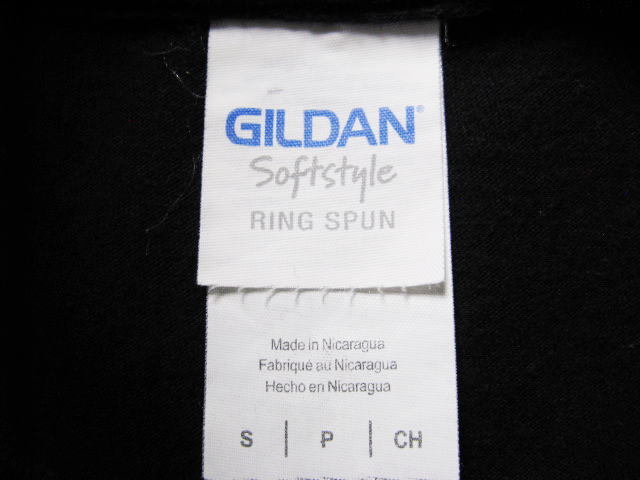 GILDAN®
Softstyle
RING SPUN
Made in Nicaragua
Fabriqué au Nicaragua
Hecho en Nicaragua
S | P | CH